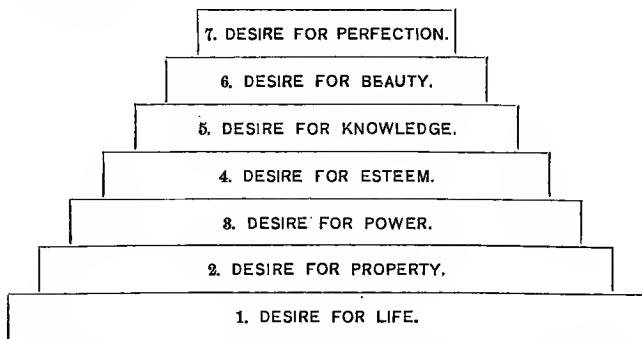 7. DESIRE FOR PERFECTION.
6. DESIRE FOR BEAUTY.
5. DESIRE FOR KNOWLEDGE.
4. DESIRE FOR ESTEEM.
3. DESIRE FOR POWER.
2. DESIRE FOR PROPERTY.
1. DESIRE FOR LIFE.